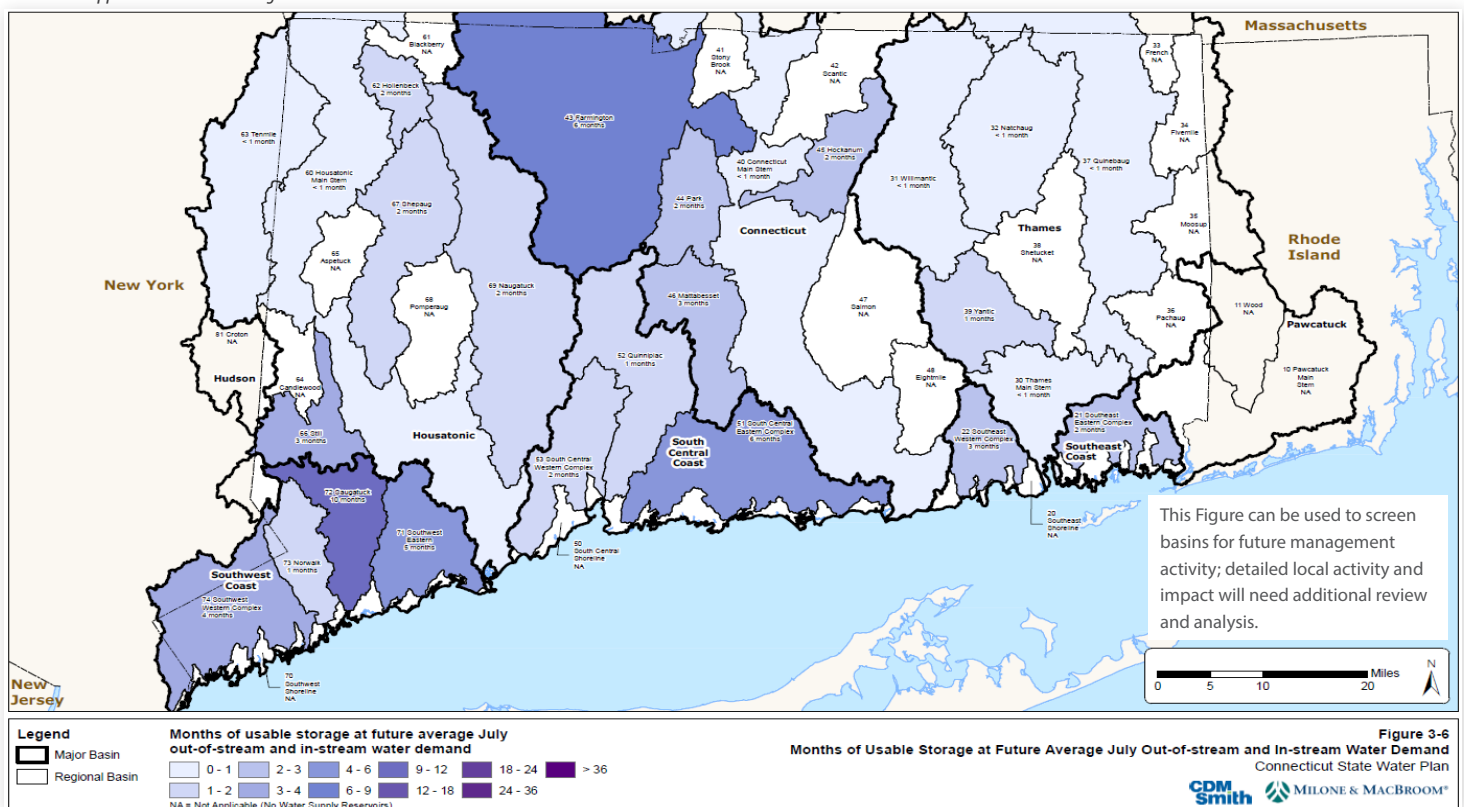 Massachusetts
61
Blackberry
NA
41
Stony
Brook
NA
42
Scantic
NA
33
French
NA
62 Hollenbeck
2 months
43 Farmington
6 months
34
Fivemile
NA
63 Tenmile
< 1 month
32 Natchaug
< 1 month
45 Hockanum
2 months
40 Connecticut
Main Stem
< 1 month
37 Quinebaug
< 1 month
60 Housatonic
Main Stem
< 1 month
31 Willimantic
< 1 month
67 Shepaug
2 months
44 Park
2 months
35
Moosup
NA
Connecticut
Thames
38
Shetucket
NA
Rhode
Island
65
Aspetuck
NA
New York
68
Pomperaug
NA
69 Naugatuck
2 months
46 Mattabesset
3 months
47
Salmon
NA
39 Yantic
1 months
36
Pachaug
NA
11 Wood
NA
Pawcatuck
81 Croton
NA
Hudson
52 Quinnipiac
1 months
64
Candlewood
NA
48
Eightmile
NA
30 Thames
Main Stem
< 1 month
10 Pawcatuck
Main
Stem
NA
66 Still
3 months
Housatonic
51 South Central
Eastern Complex
6 months
South
Central
Coast
22 Southeast
Western Complex
3 months
21 Southeast
Eastern Complex
2 months
Southeast
Coast
53 South Central
Western Complex
2 months
72 Saugatuck
10 months
71 Southwest
Eastern
5 months
50
South Central
Shoreline
NA
20
Southeast
Shoreline
NA
73 Norwalk
1 months
Southwest
Coast
74 Southwest
Western Complex
4 months
70
Southwest
Shoreline
NA
New
Jersey
This Figure can be used to screen
basins for future management
activity; detailed local activity and
impact will need additional review
and analysis.
Miles
0 5 10 20
N
Legend
Major Basin
Regional Basin
Months of usable storage at future average July
out-of-stream and in-stream water demand
0 - 1 2 - 3 4 - 6 9 - 12 18 - 24 > 36
1 - 2 3 - 4 6 - 9 12 - 18 24 - 36
NA = Not Applicable (No Water Supply Reservoirs)
Figure 3-6
Months of Usable Storage at Future Average July Out-of-stream and In-stream Water Demand
Connecticut State Water Plan
CDM
Smith
MILONE & MACBROOM®